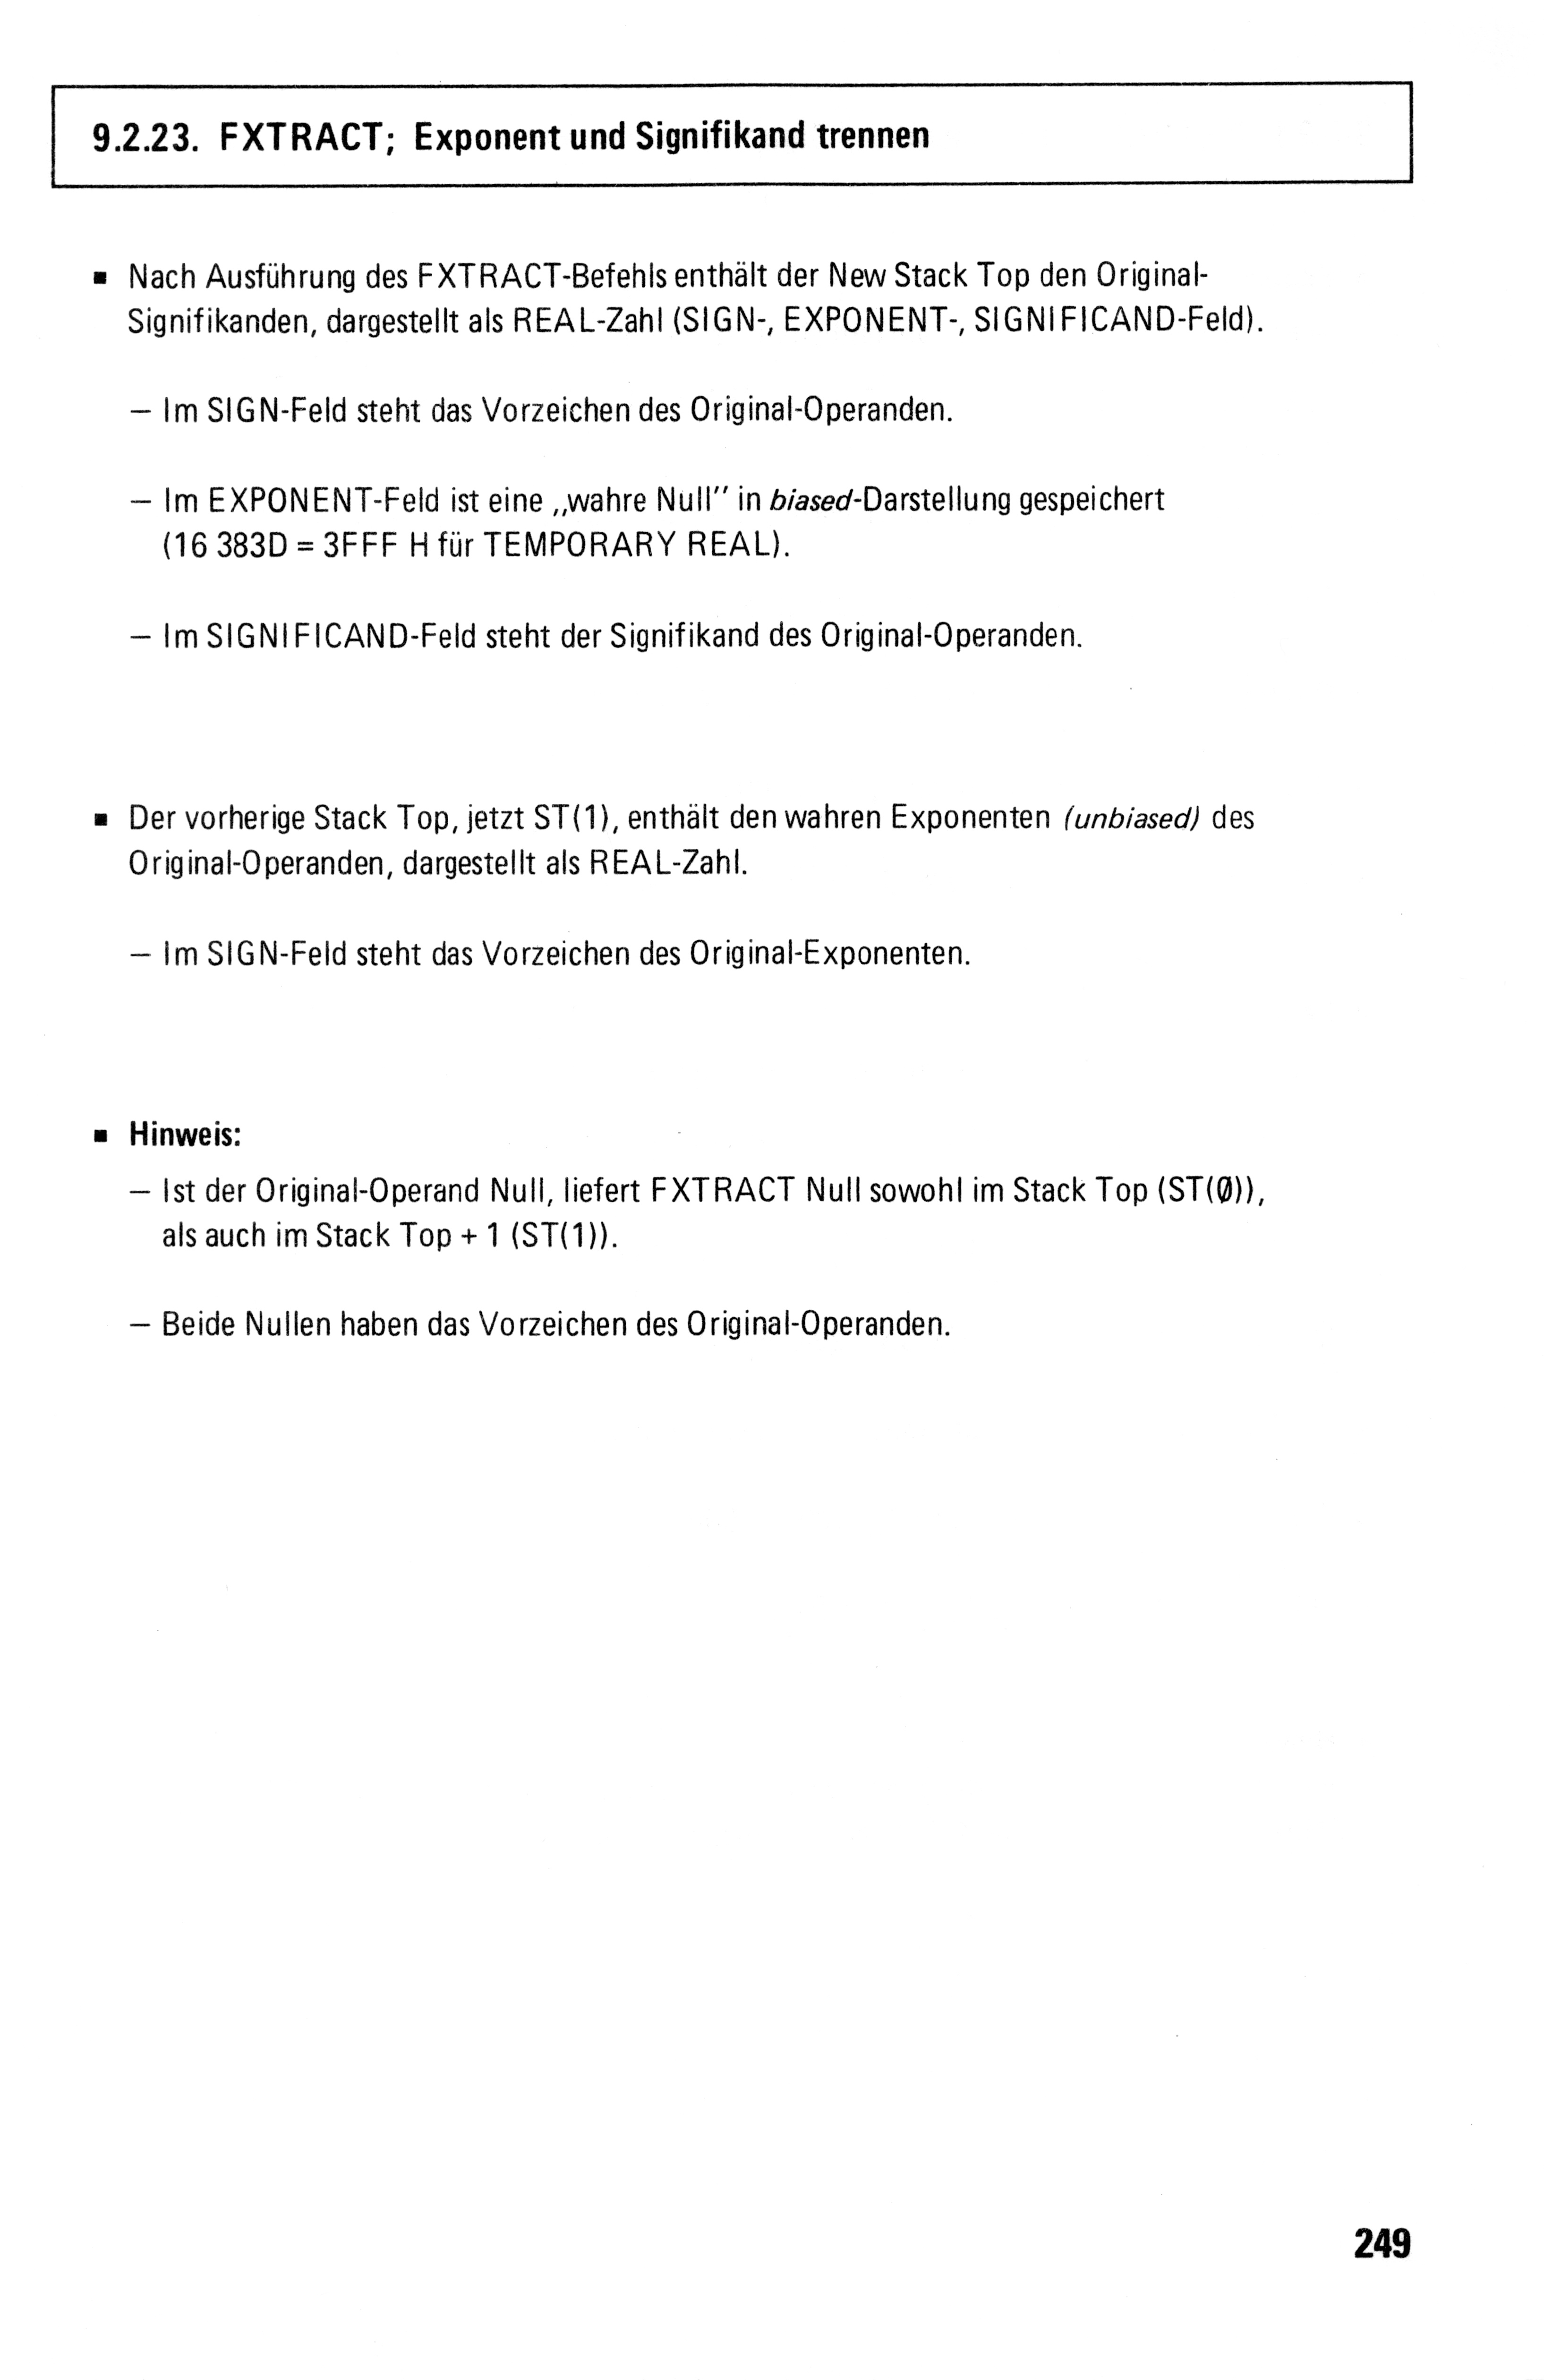 9.2.23. FXTRACT; Exponent und Signifikand trennen
▪ Nach Ausführung des FXTRACT-Befehls enthält der New Stack Top den Original-
Signifikanden, dargestellt als REAL-Zahl (SIGN-, EXPONENT-, SIGNIFICAND-Feld).
— Im SIGN-Feld steht das Vorzeichen des Original-Operanden.
— Im EXPONENT-Feld ist eine ,,wahre Null'' in biased-Darstellung gespeichert
(16 383D = 3FFF H für TEMPORARY REAL).
— Im SIGNIFICAND-Feld steht der Signifikand des Original-Operanden.
▪ Der vorherige Stack Top, jetzt ST(1), enthält den wahren Exponenten (unbiased) des
Original-Operanden, dargestellt als REAL-Zahl.
— Im SIGN-Feld steht das Vorzeichen des Original-Exponenten.
▪ Hinweis:
— Ist der Original-Operand Null, liefert FXTRACT Null sowohl im Stack Top (ST(Ø)),
als auch im Stack Top + 1 (ST(1)).
— Beide Nullen haben das Vorzeichen des Original-Operanden.
249